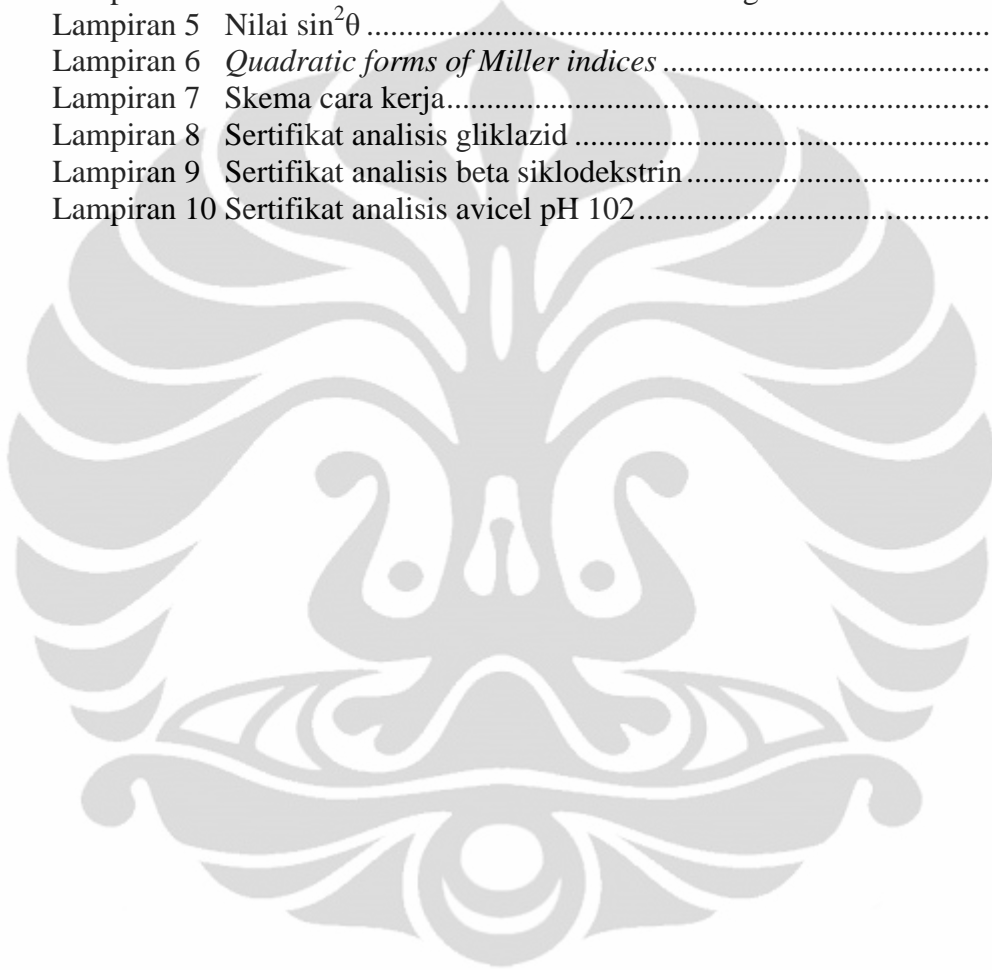 Lampiran 5 Nilai sin²θ ........................................................................
Lampiran 6 Quadratic forms of Miller indices .....................................
Lampiran 7 Skema cara kerja..............................................................
Lampiran 8 Sertifikat analisis gliklazid ...............................................
Lampiran 9 Sertifikat analisis beta siklodekstrin ..................................
Lampiran 10 Sertifikat analisis avicel pH 102 ........................................